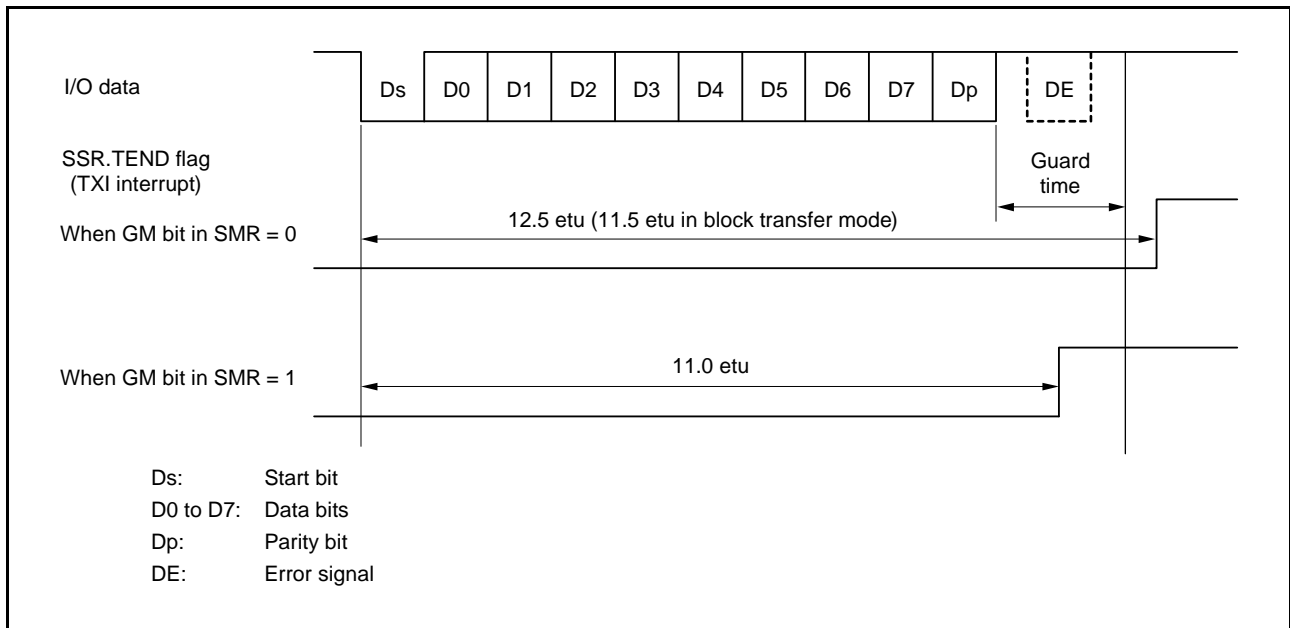 I/O data
Ds D0 D1 D2 D3 D4 D5 D6 D7 Dp DE
SSR.TEND flag
(TXI interrupt)
Guard
time
When GM bit in SMR = 0
12.5 etu (11.5 etu in block transfer mode)
When GM bit in SMR = 1
11.0 etu
Ds: Start bit
D0 to D7: Data bits
Dp: Parity bit
DE: Error signal